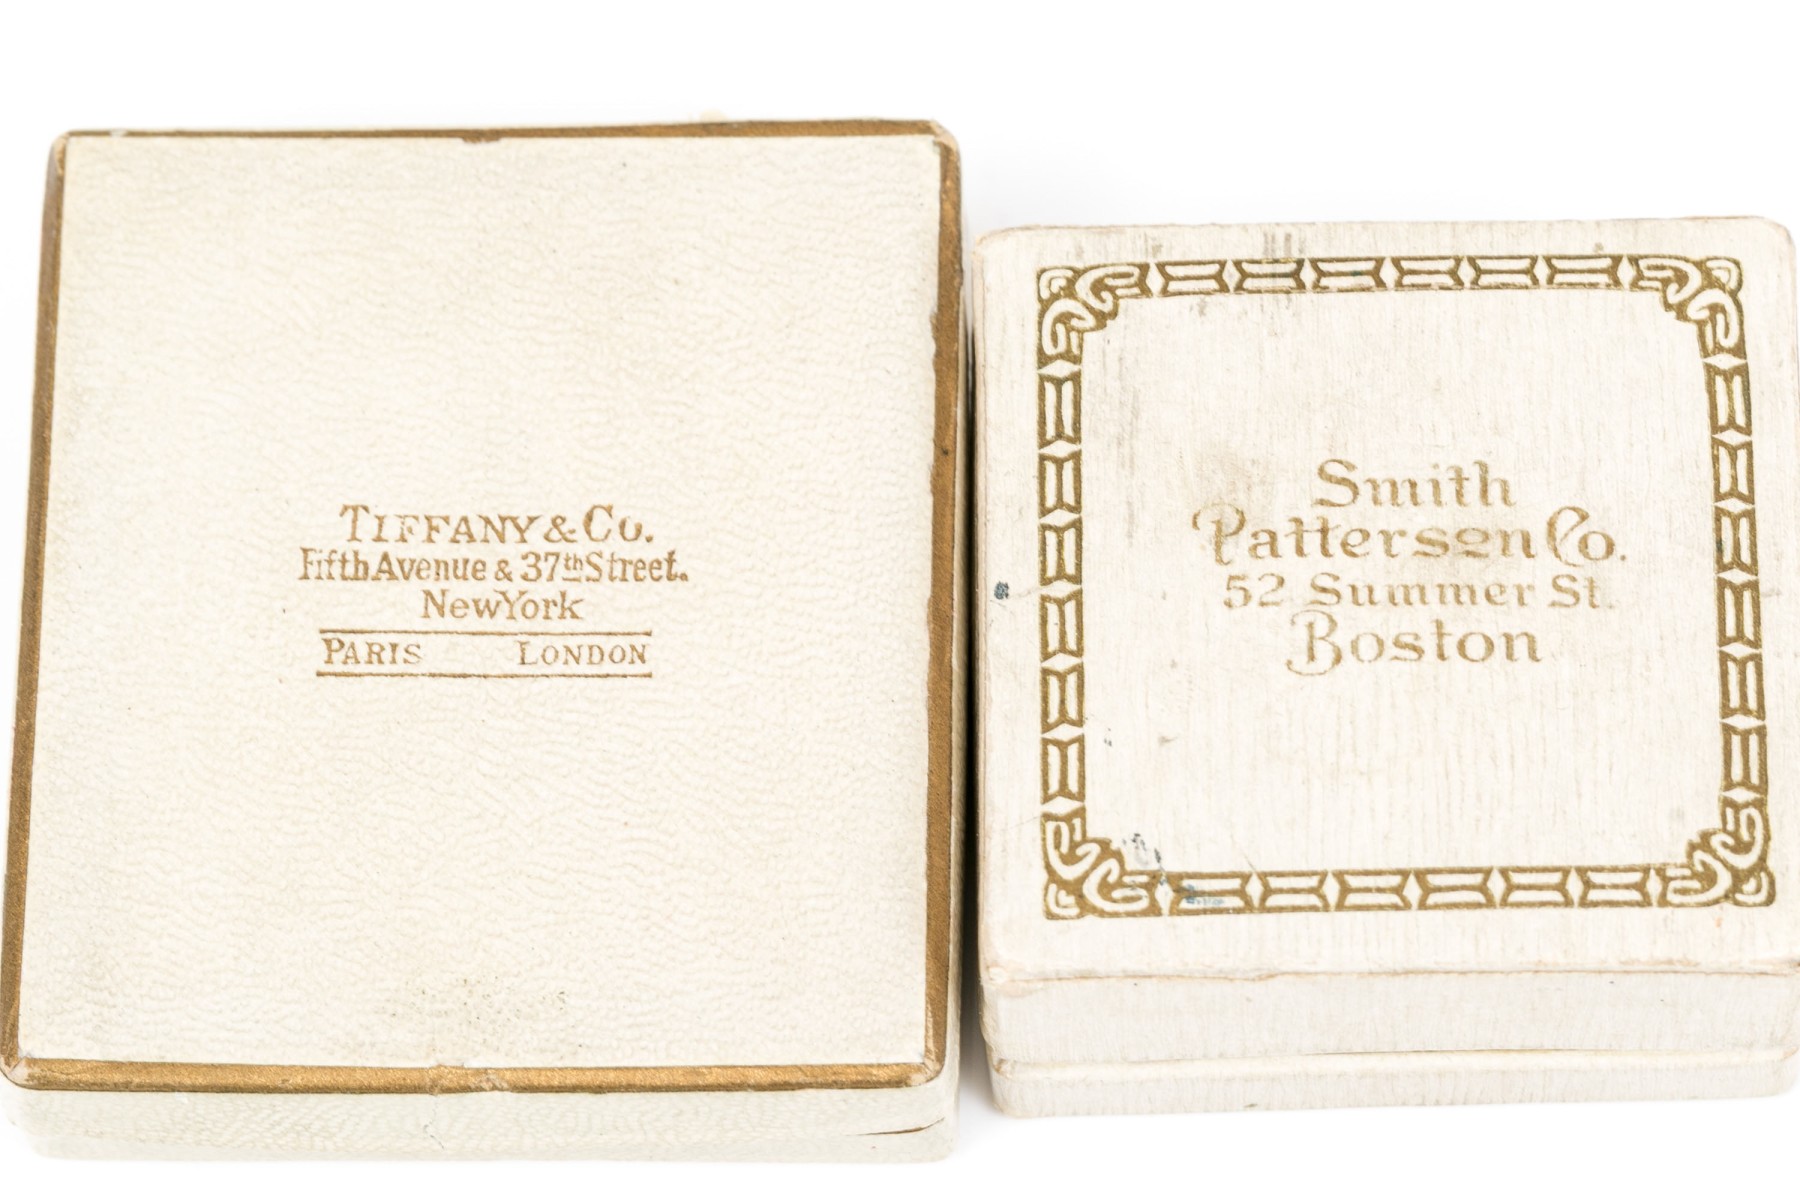 TIFFANY & CO.
Fifth Avenue & 37th Street.
New York
PARIS LONDON
Smith
Patterson Co.
52 Summer St.
Boston